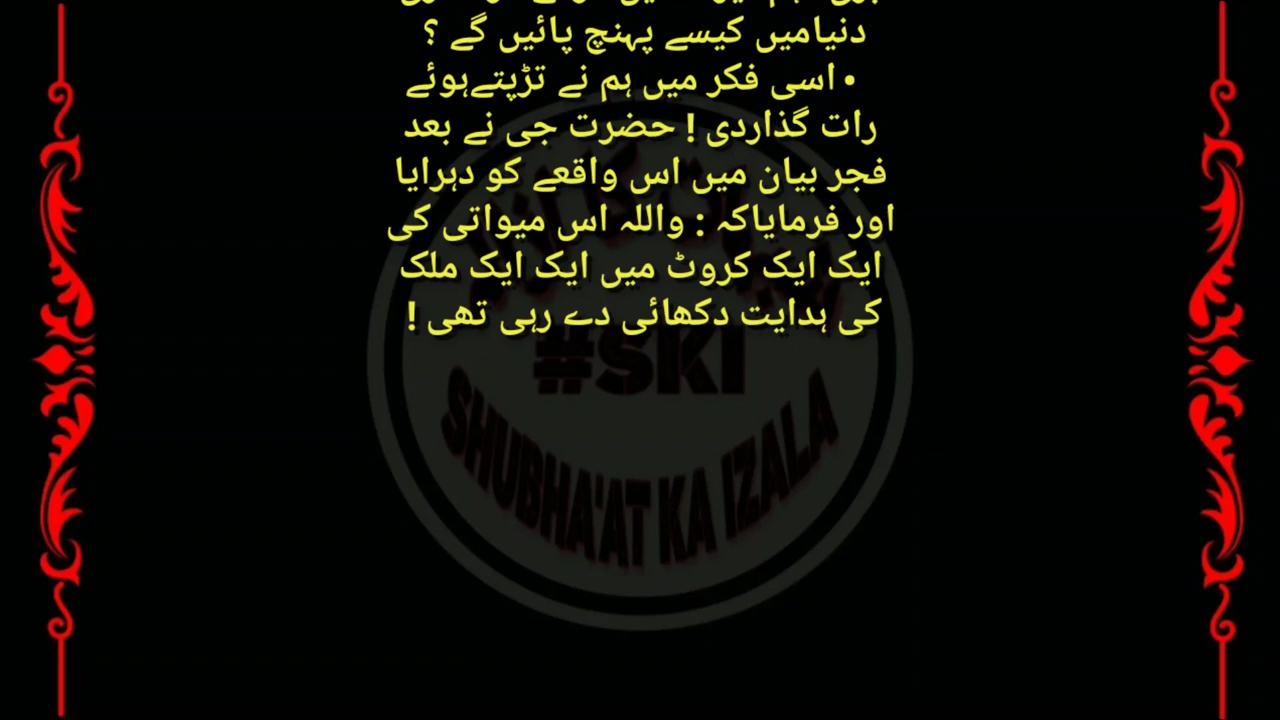 دنیامیں کیسے پہنچ پائیں گے ؟
• اسی فکر میں ہم نے تڑپتےہوئے
رات گذاردی ! حضرت جی نے بعد
فجر بیان میں اس واقعے کو دہرایا
اور فرمایاکہ : واللہ اس میواتی کی
ایک ایک کروٹ میں ایک ایک ملک
کی ہدایت دکھائی دے رہی تھی !
#SKI
SHUBHA'AT KA IZALA